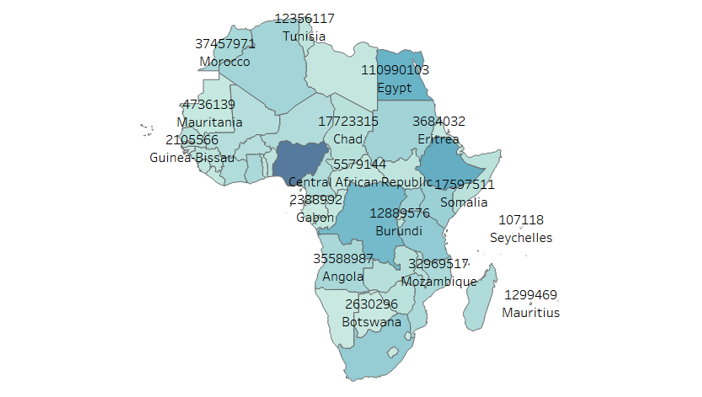 12356117
Tunisia
37457971
Morocco
110990103
Egypt
4736139
Mauritania
17723315
Chad
3684032
Eritrea
2105566
Guinea-Bissau
5579144
Central African Republic
17597511
Somalia
2388992
Gabon
12889576
Burundi
107118
Seychelles
35588987
Angola
32969517
Mozambique
1299469
Mauritius
2630296
Botswana